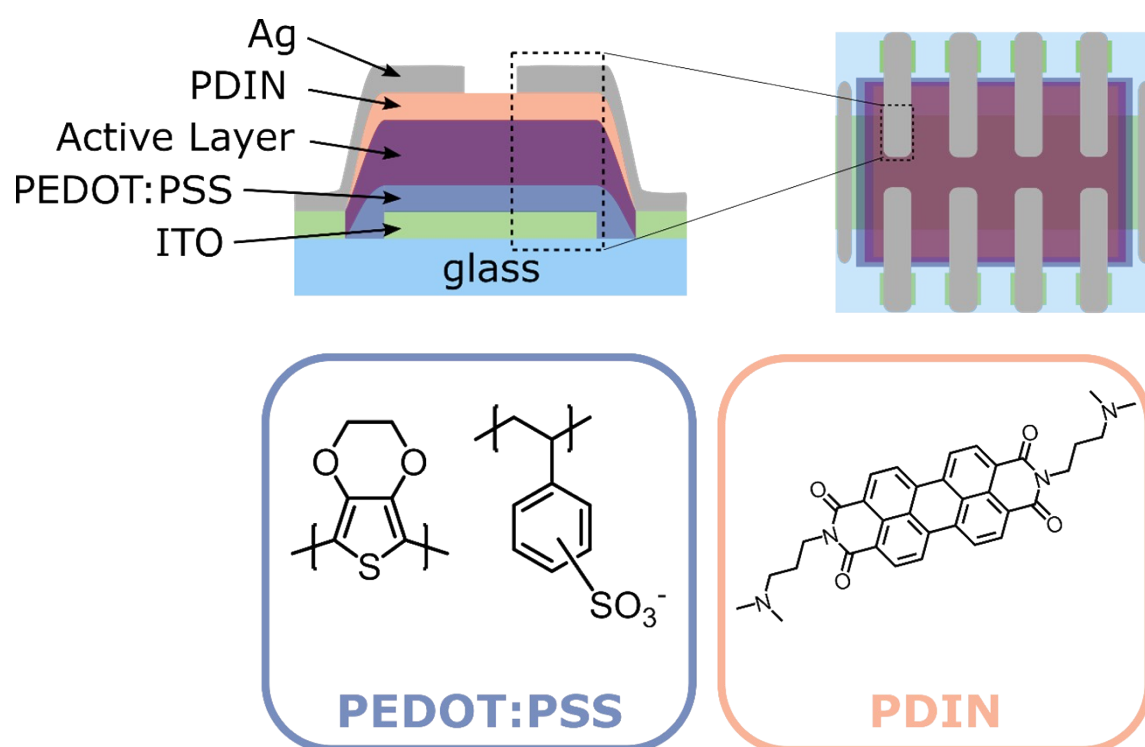 Ag
PDIN
Active Layer
PEDOT:PSS
ITO
glass
O
O
S
SO₃⁻
PEDOT:PSS
N
O
O
N
N
O
O
N
PDIN